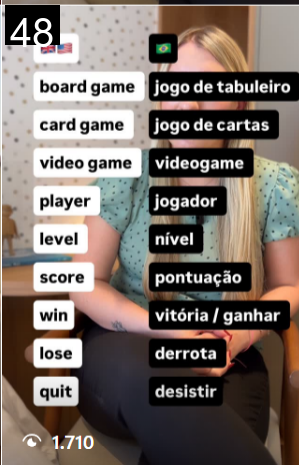 48
board game jogo de tabuleiro
card game jogo de cartas
video game videogame
player jogador
level nível
score pontuação
win vitória / ganhar
lose derrota
quit desistir
1.710